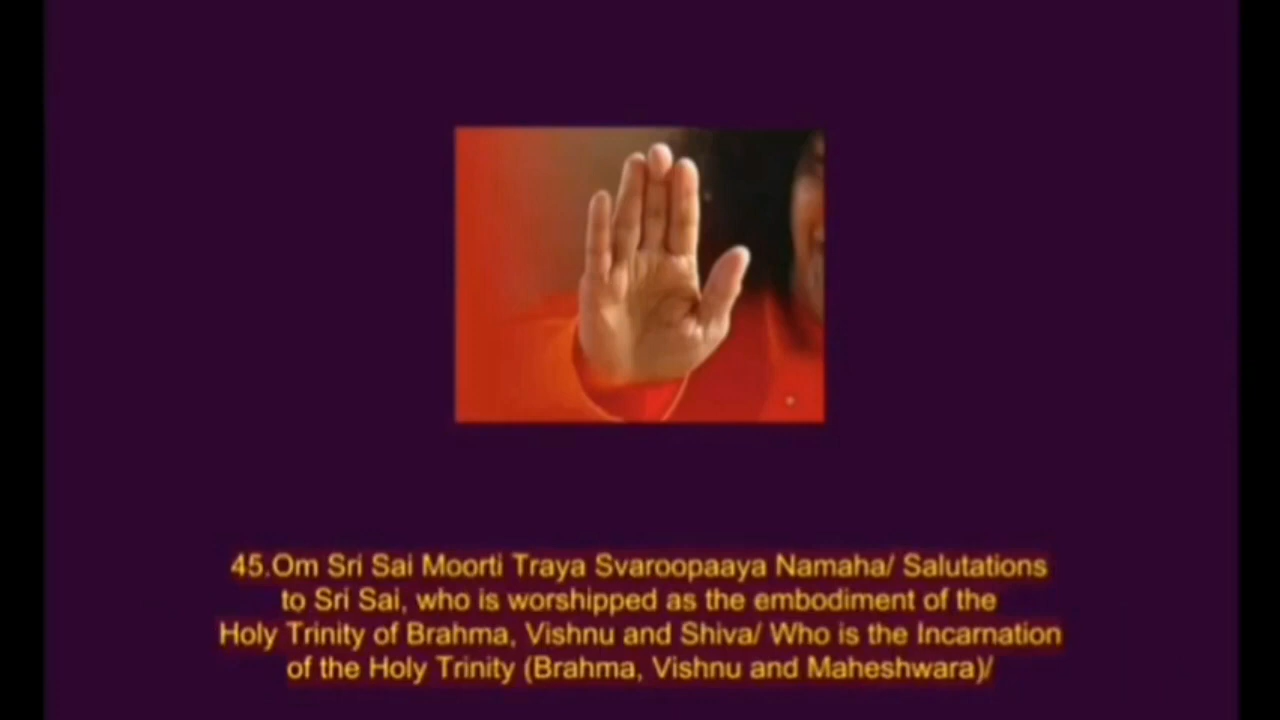 45.Om Sri Sai Moorti Traya Svaroopaaya Namaha/ Salutations
to Sri Sai, who is worshipped as the embodiment of the
Holy Trinity of Brahma, Vishnu and Shiva/ Who is the Incarnation
of the Holy Trinity (Brahma, Vishnu and Maheshwara)/